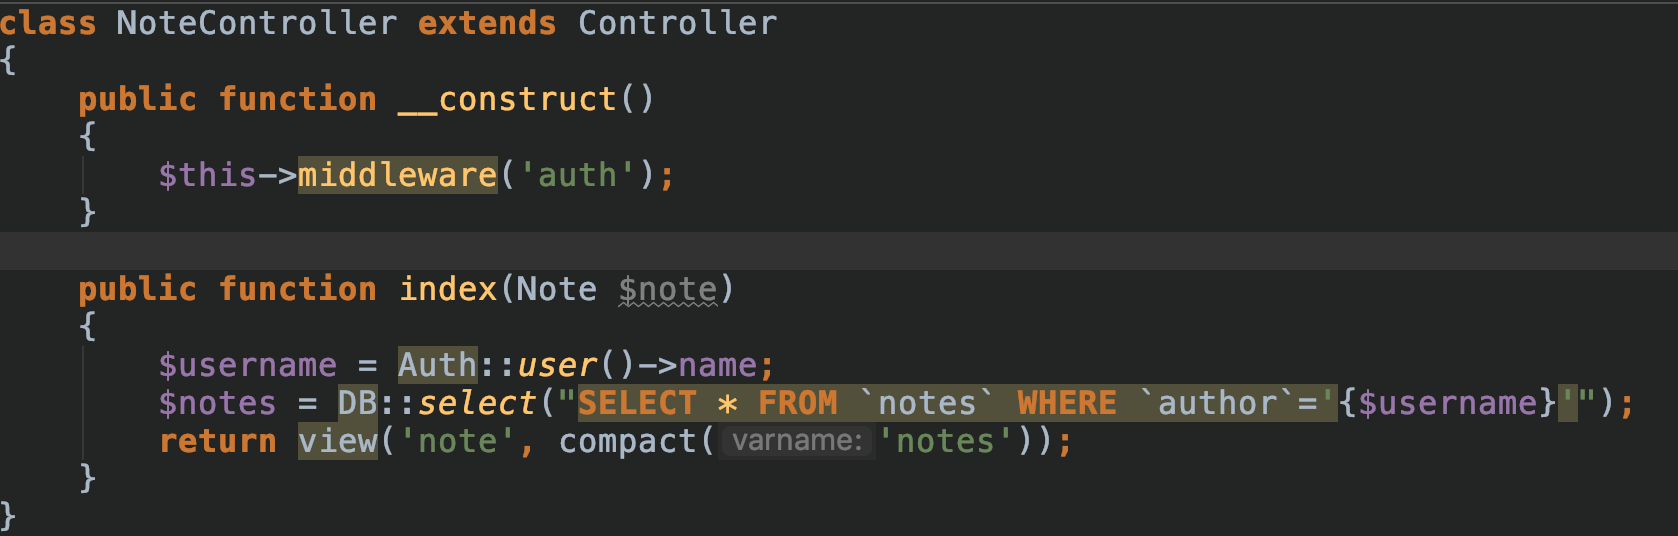 class NoteController extends Controller
{
    public function __construct()
    {
        $this->middleware('auth');
    }

    public function index(Note $note)
    {
        $username = Auth::user()->name;
        $notes = DB::select("SELECT * FROM `notes` WHERE `author`='{$username}'");
        return view('note', compact( varname: 'notes'));
    }
}